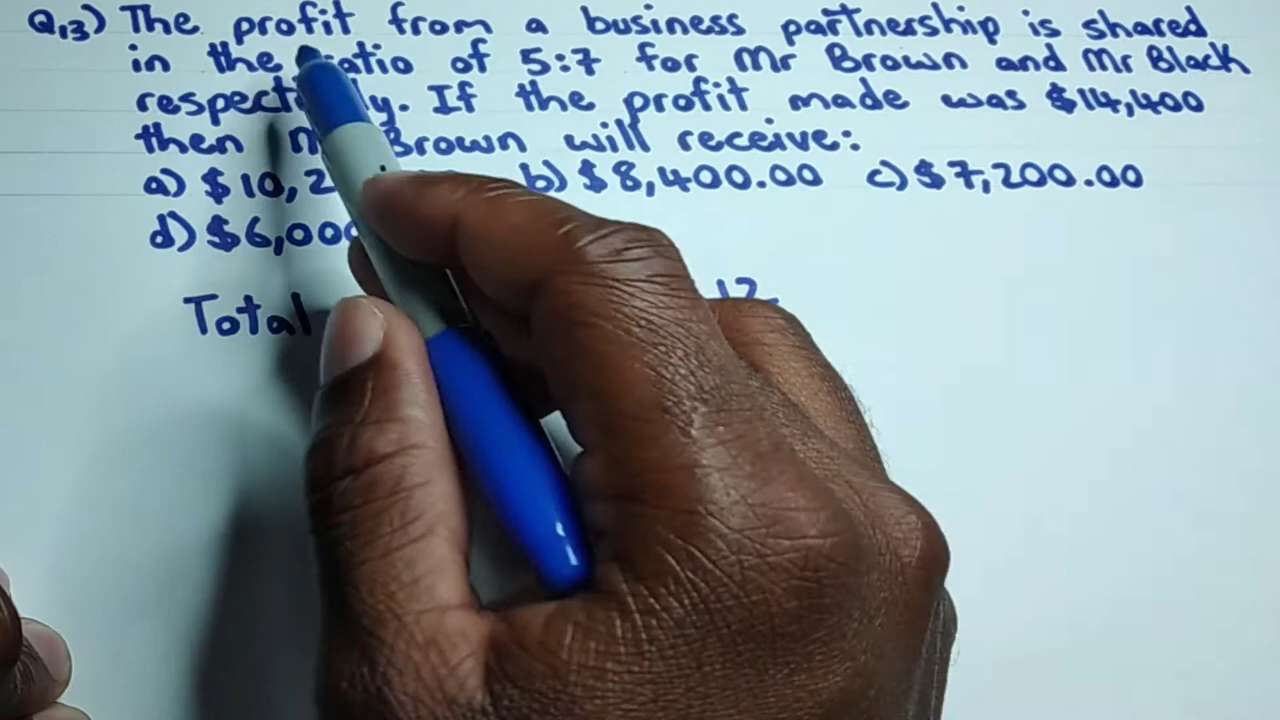 Q13) The profit from a business partnership is shared
in the ratio of 5:7 for Mr Brown and Mr Black
respectively. If the profit made was $14,400
then Brown will receive:
a) $10,2 b) $8,400.00 c) $7,200.00
d) $6,000
Total 12